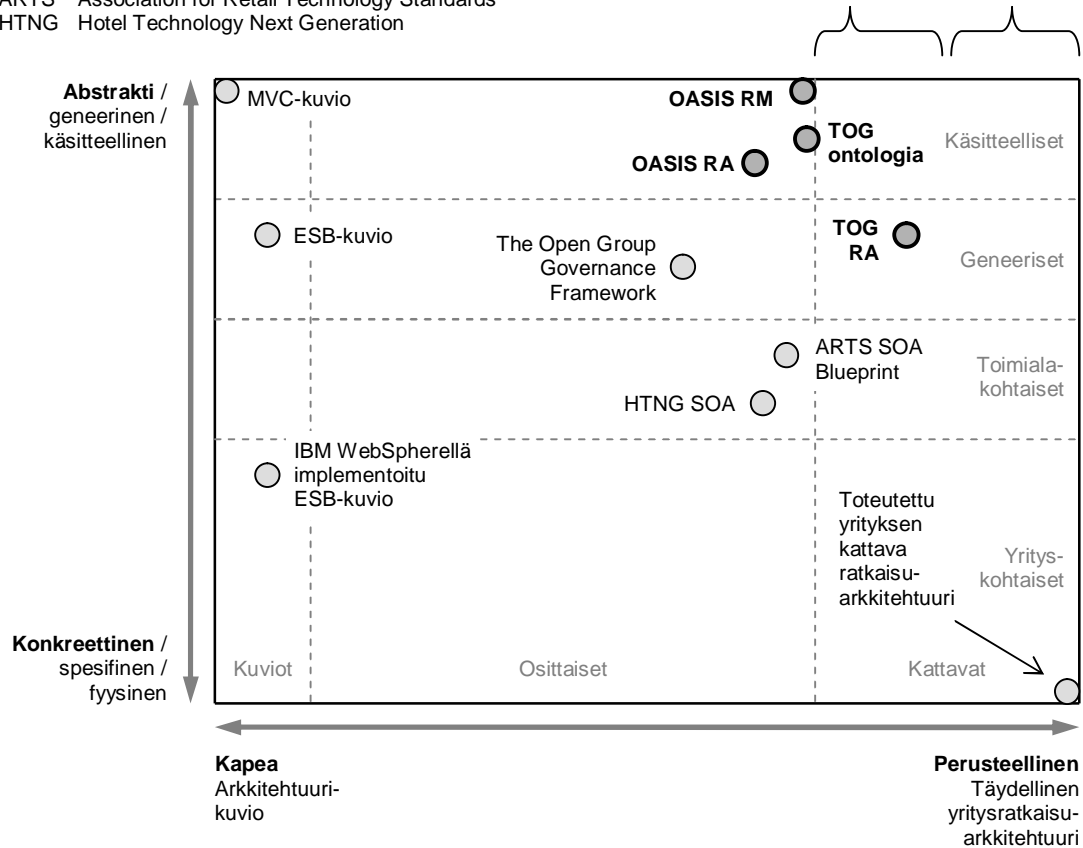 ARTS Association for Retail Technology Standards
HTNG Hotel Technology Next Generation
Abstrakti /
geneerinen /
käsitteellinen
MVC-kuvio
OASIS RM
TOG
ontologia
Käsitteelliset
OASIS RA
ESB-kuvio
The Open Group
Governance
Framework
TOG
RA
Geneeriset
ARTS SOA
Blueprint
Toimiala-
kohtaiset
HTNG SOA
IBM WebSpherellä
implementoitu
ESB-kuvio
Toteutettu
yrityksen
kattava
ratkaisu-
arkkitehtuuri
Yritys-
kohtaiset
Konkreettinen /
spesifinen /
fyysinen
Kuviot
Osittaiset
Kattavat
Kapea
Arkkitehtuuri-
kuvio
Perusteellinen
Täydellinen
yritysratkaisu-
arkkitehtuuri